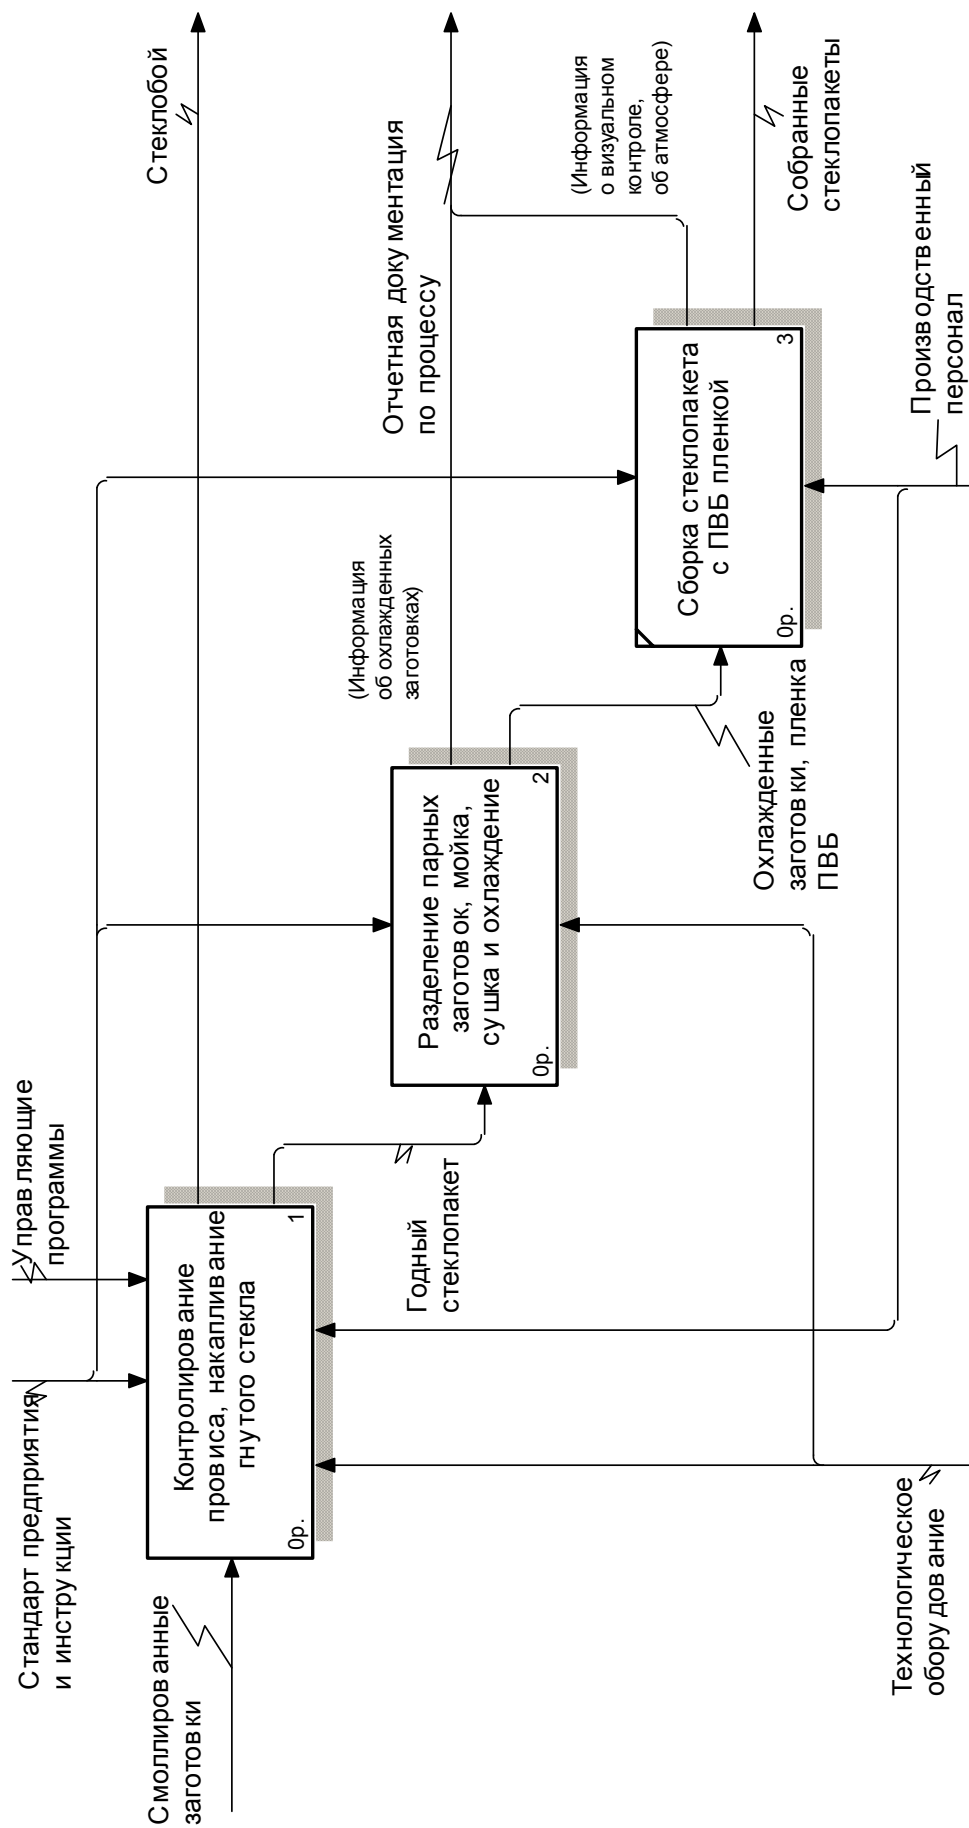 Стандарт предприятия
и инструкции
Управляющие
программы
Стеклобой
Смоллированные
заготовки
Контролирование
провиса, накапливание
гнутого стекла
0р.
1
Годный
стеклопакет
Разделение парных
заготовок, мойка,
сушка и охлаждение
0р.
2
(Информация
об охлажденных
заготовках)
Отчетная документация
по процессу
(Информация
о визуальном
контроле,
об атмосфере)
Охлажденные
заготовки, пленка
ПВБ
Сборка стеклопакета
с ПВБ пленкой
0р.
3
Собранные
стеклопакеты
Технологическое
оборудование
Производственный
персонал